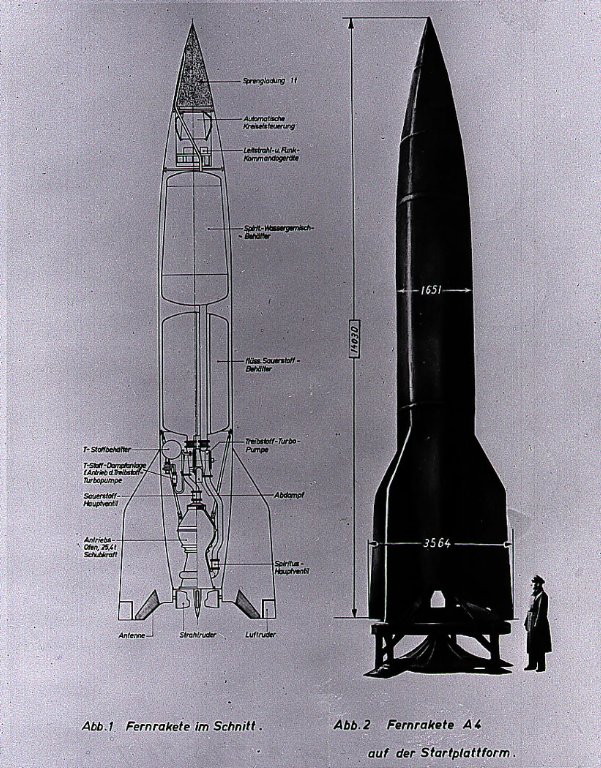 Sprengladung 1 t
Automatische
Kreiselsteuerung
Leitstrahl-u. Funk-
Kommandogeräte
Spirit.-Wassergemisch-
Behälter
flüss. Sauerstoff-
Behälter
T-Stoffbehälter
T-Stoff-Dampfanlage
f. Antrieb d. Treibstoff-
Turbopumpe
Sauerstoff-
Hauptventil
Antriebs-
Ofen, 25,4 t
Schubkraft
Treibstoff-Turbo-
Pumpe
Abdampf
Spiritus-
Hauptventil
Antenne
Strahlruder
Luftruder
1651
14030
3564
Abb.1 Fernrakete im Schnitt.
Abb.2 Fernrakete A4
auf der Startplattform.